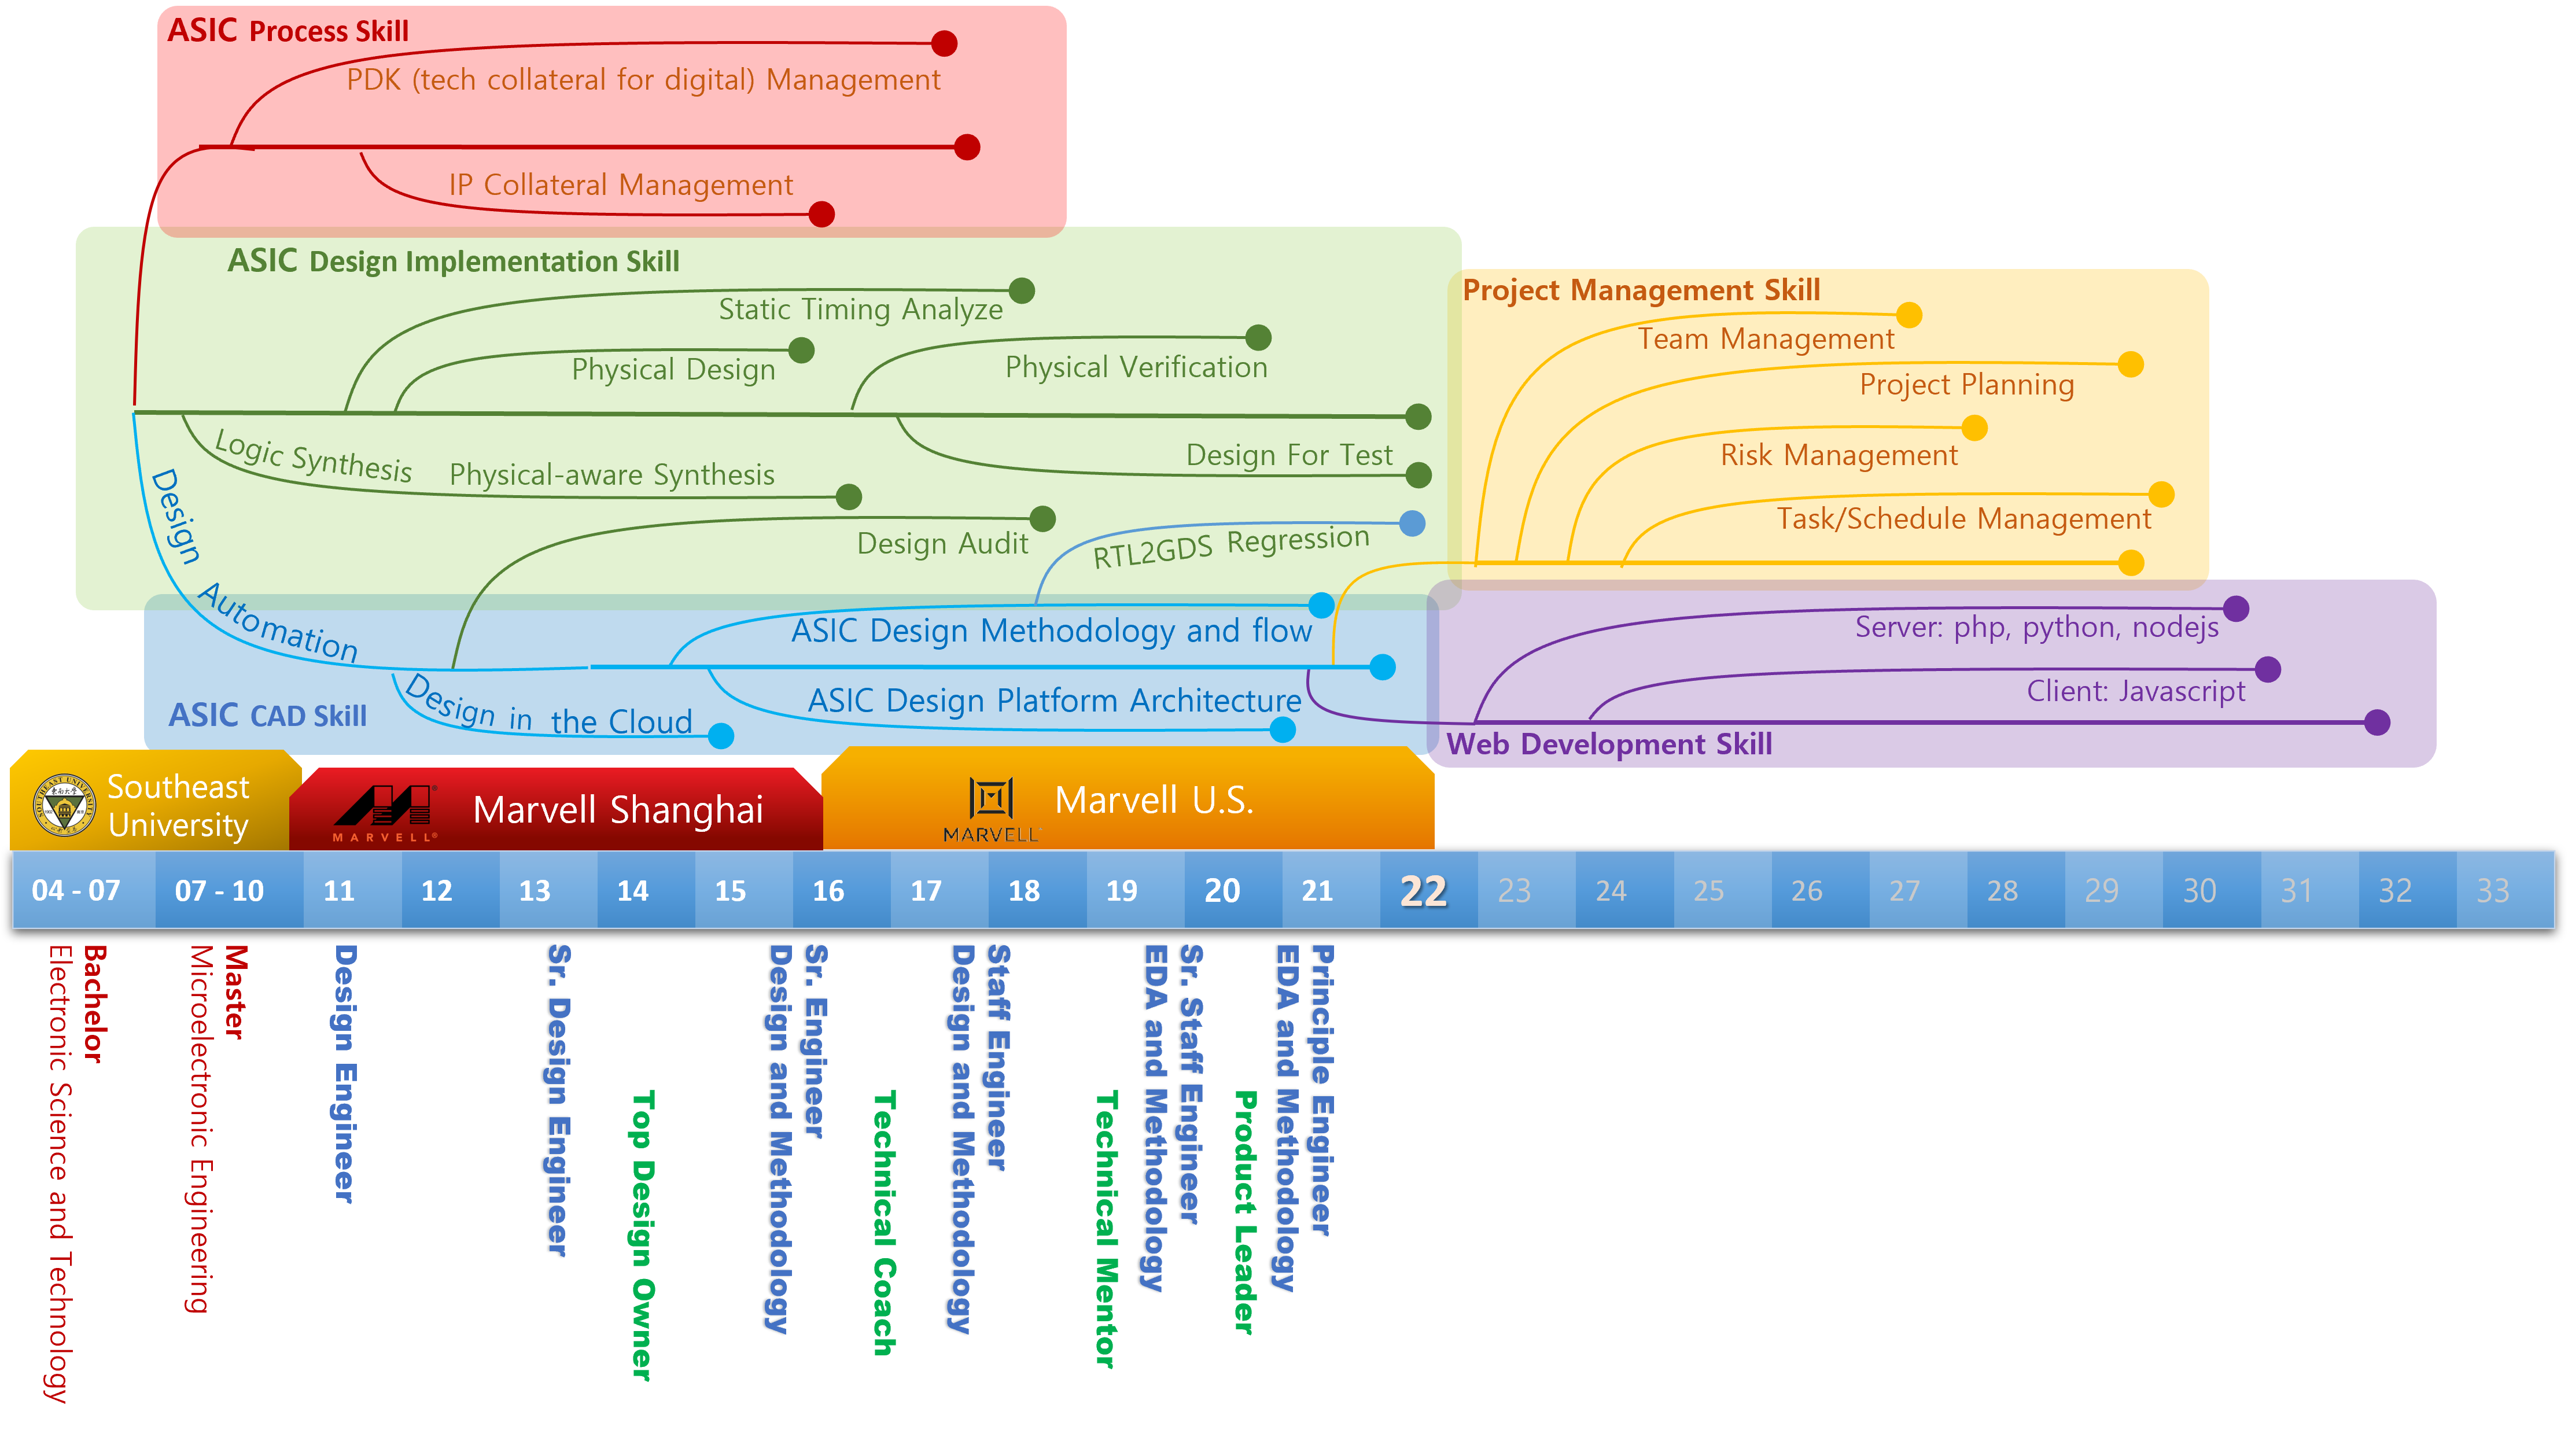 ASIC Process Skill
PDK (tech collateral for digital) Management
IP Collateral Management
ASIC Design Implementation Skill
Static Timing Analyze
Physical Design
Physical Verification
Logic Synthesis
Physical-aware Synthesis
Design For Test
Design Audit
RTL2GDS Regression
Project Management Skill
Team Management
Project Planning
Risk Management
Task/Schedule Management
Design Automation
ASIC Design Methodology and flow
ASIC Design Platform Architecture
Design in the Cloud
ASIC CAD Skill
Server: php, python, nodejs
Client: Javascript
Web Development Skill
Southeast
University
MARVELL®
Marvell Shanghai
MARVELL
Marvell U.S.
04 - 07 07 - 10 11 12 13 14 15 16 17 18 19 20 21 22 23 24 25 26 27 28 29 30 31 32 33
Bachelor
Electronic Science and Technology
Master
Microelectronic Engineering
Design Engineer
Sr. Design Engineer
Top Design Owner
Sr. Engineer
Design and Methodology
Technical Coach
Staff Engineer
Design and Methodology
Technical Mentor
Sr. Staff Engineer
EDA and Methodology
Product Leader
Principle Engineer
EDA and Methodology